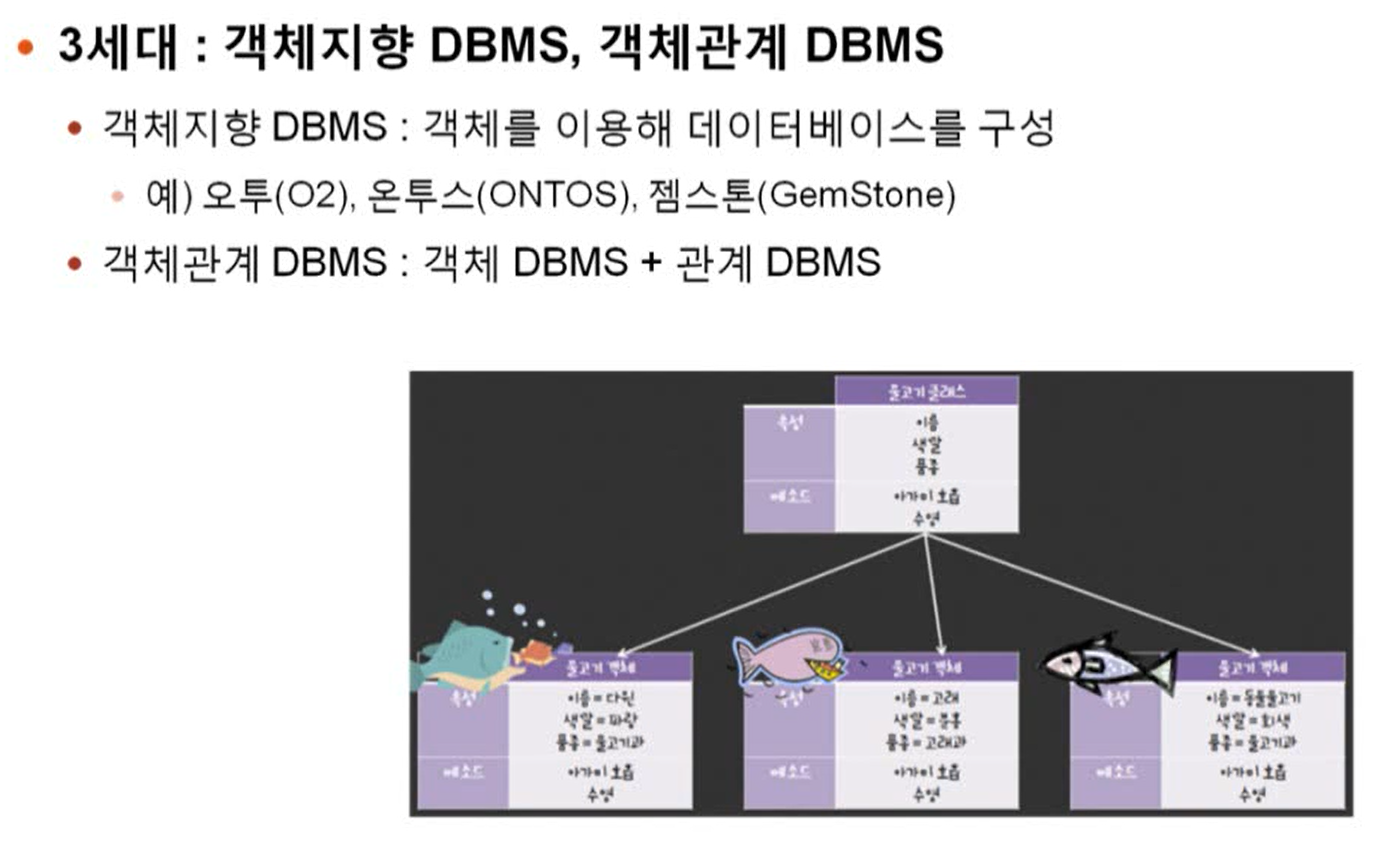 3세대 : 객체지향 DBMS, 객체관계 DBMS
객체지향 DBMS : 객체를 이용해 데이터베이스를 구성
예) 오투(O2), 온투스(ONTOS), 젬스톤(GemStone)
객체관계 DBMS : 객체 DBMS + 관계 DBMS
물고기 클래스
속성
이름
색깔
품종
메소드
아가미 호흡
수영
물고기 객체
속성
이름 = 다윈
색깔 = 파랑
품종 = 물고기과
메소드
아가미 호흡
수영
물고기 객체
속성
이름 = 고래
색깔 = 분홍
품종 = 고래과
메소드
아가미 호흡
수영
물고기 객체
속성
이름 = 동물물고기
색깔 = 회색
품종 = 물고기과
메소드
아가미 호흡
수영